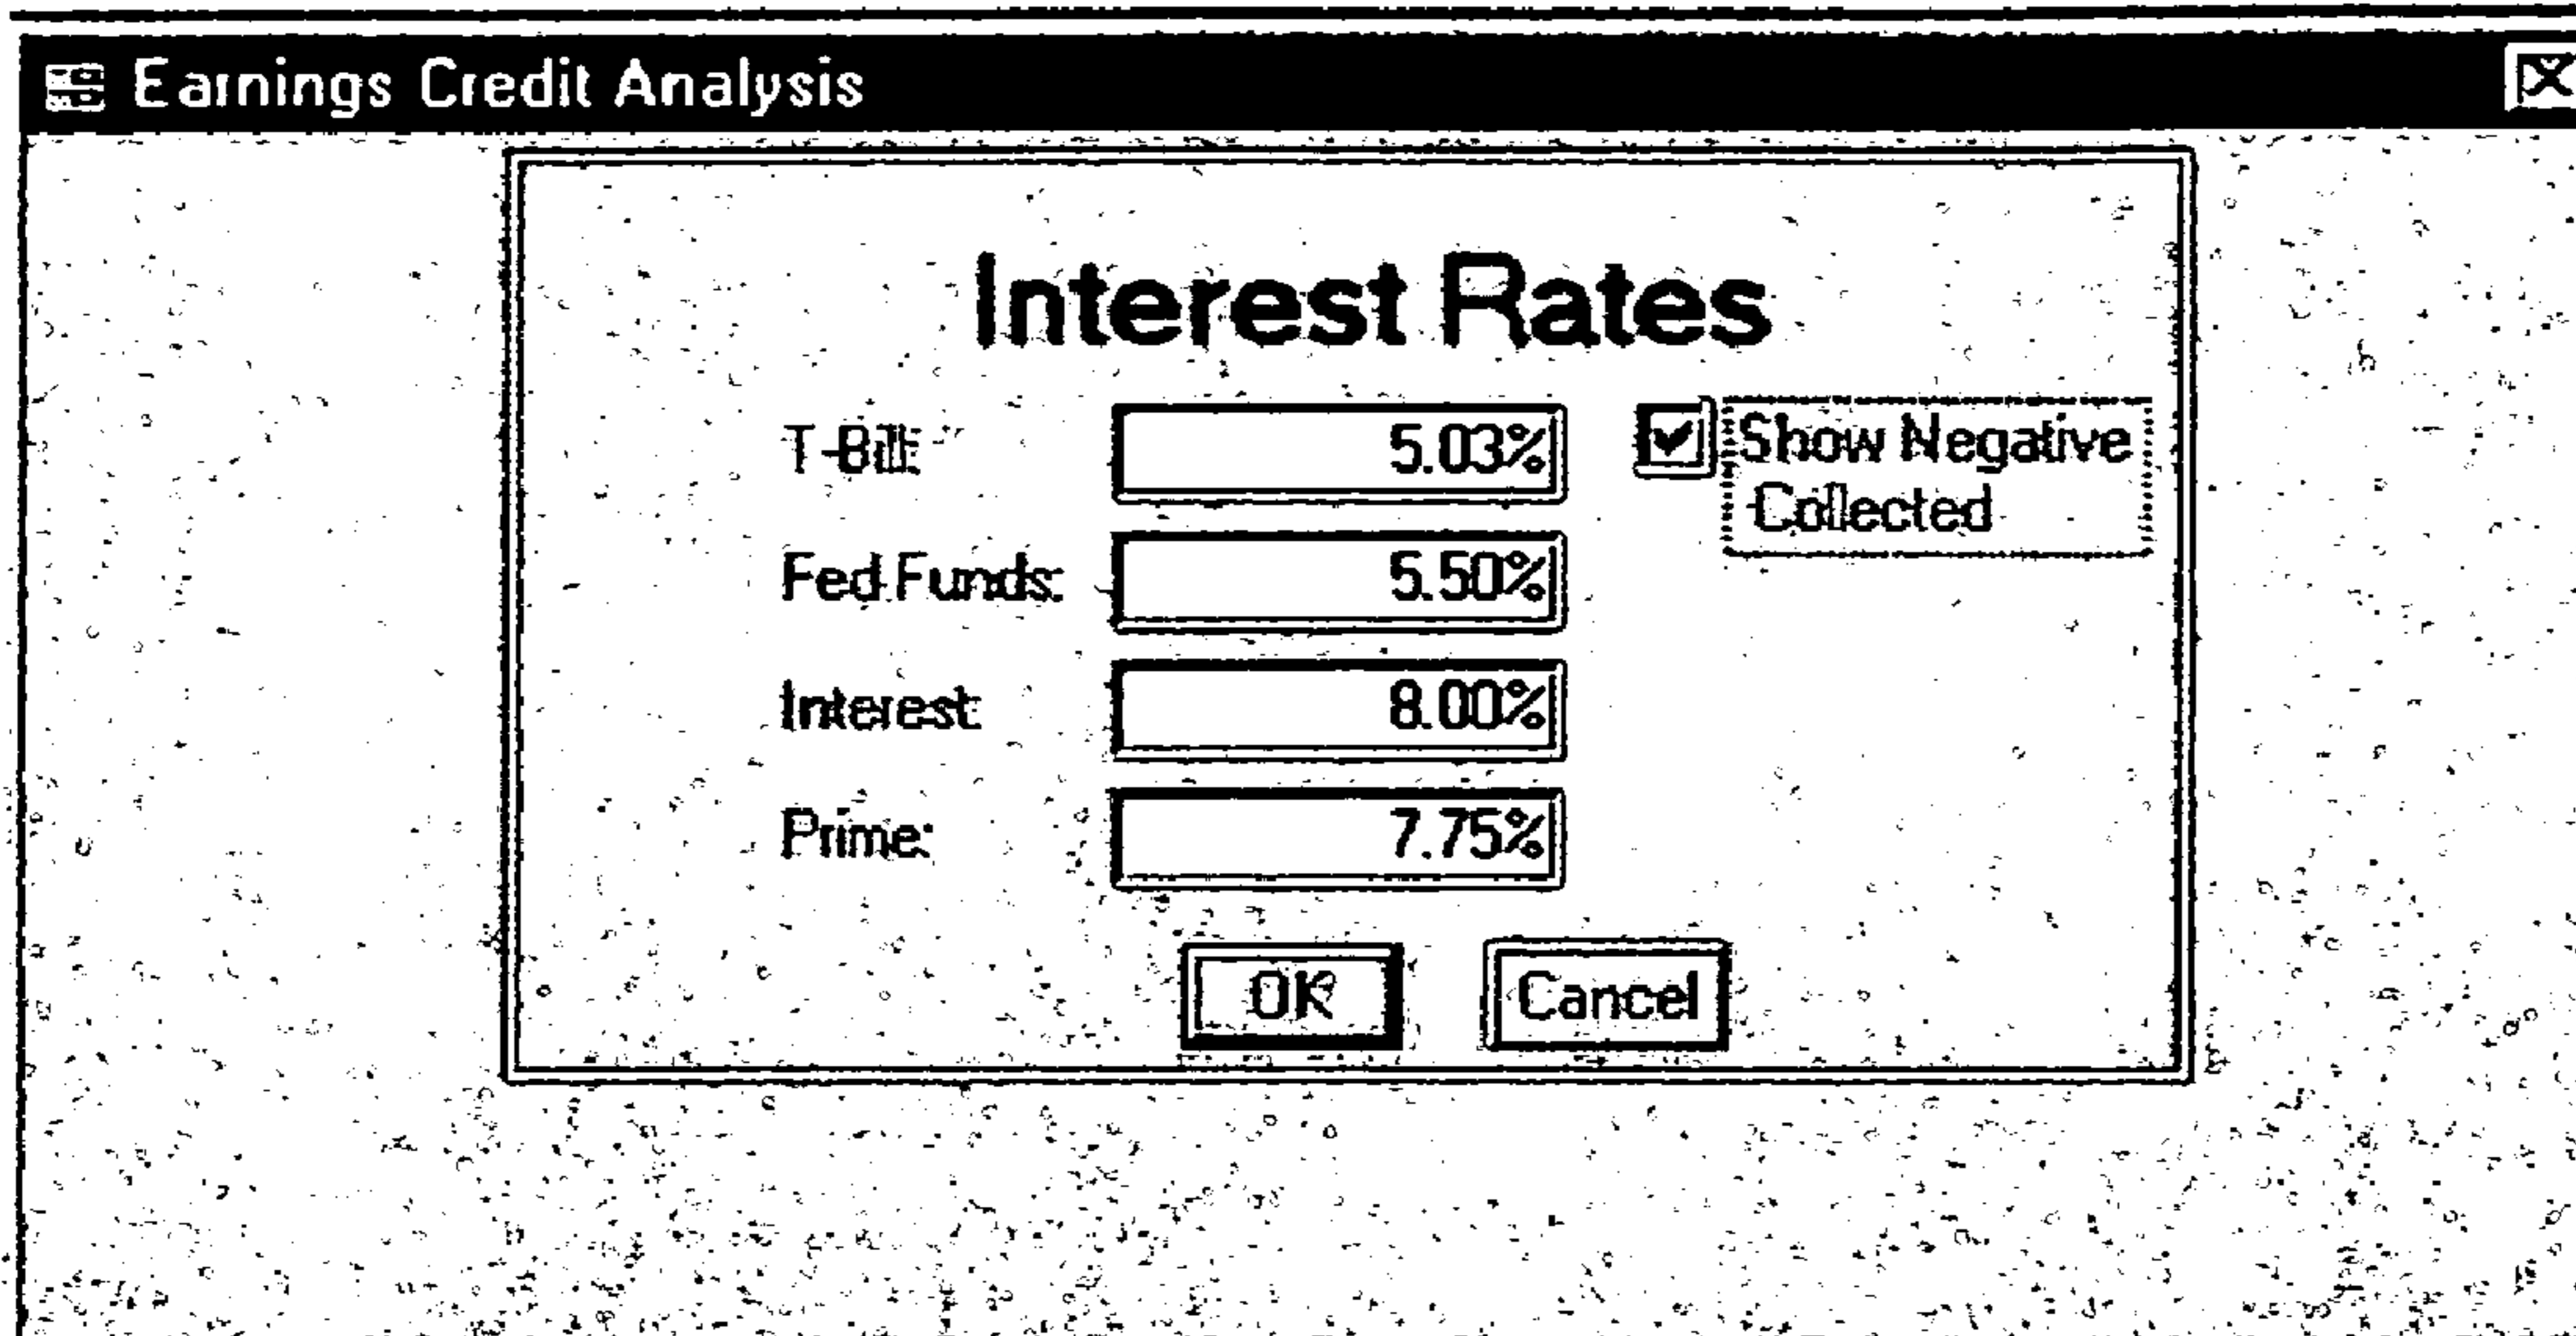 Earnings Credit Analysis
Interest Rates
T-Bill: 5.03% Show Negative
Collected
Fed Funds: 5.50%
Interest: 8.00%
Prime: 7.75%
OK Cancel